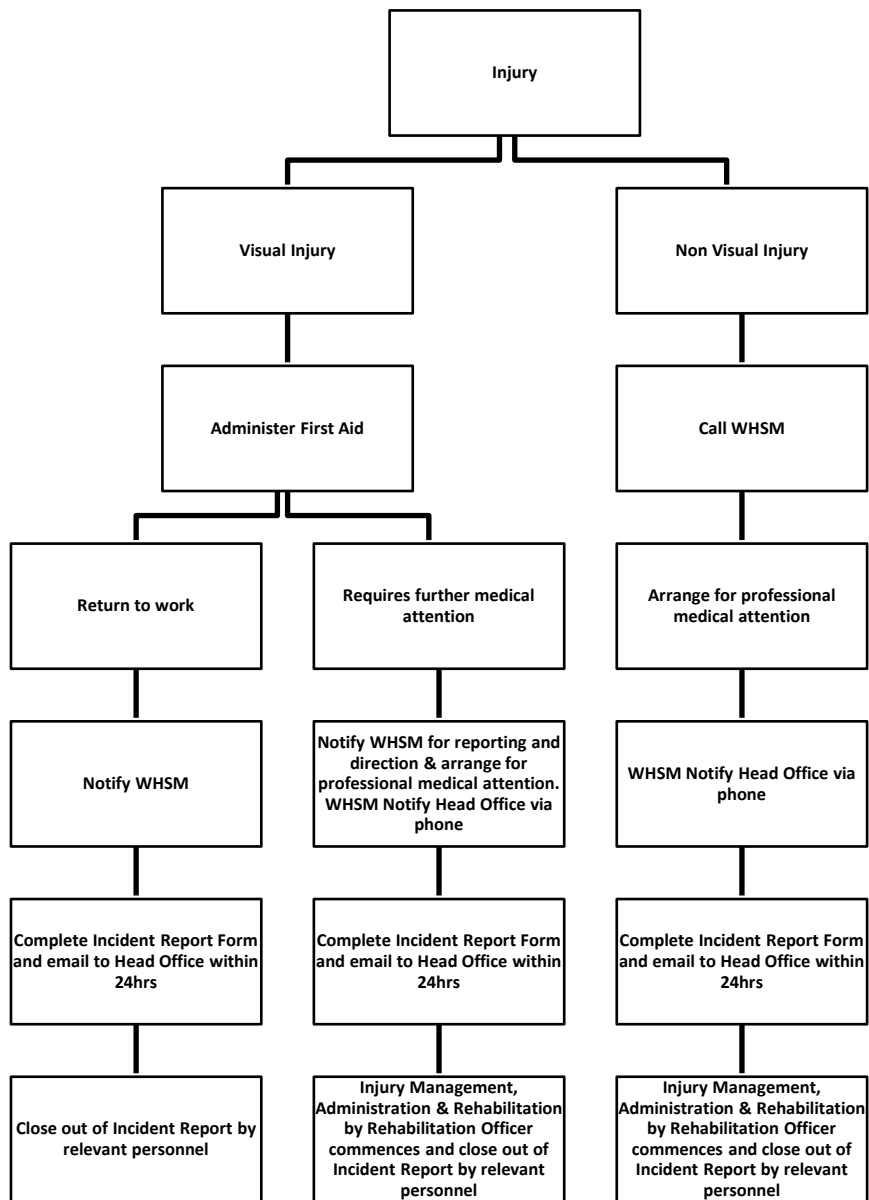 Injury
Visual Injury
Non Visual Injury
Administer First Aid
Call WHSM
Return to work
Requires further medical
attention
Arrange for professional
medical attention
Notify WHSM
Notify WHSM for reporting and
direction & arrange for
professional medical attention.
WHSM Notify Head Office via
phone
WHSM Notify Head Office via
phone
Complete Incident Report Form
and email to Head Office within
24hrs
Complete Incident Report Form
and email to Head Office within
24hrs
Complete Incident Report Form
and email to Head Office within
24hrs
Close out of Incident Report by
relevant personnel
Injury Management,
Administration & Rehabilitation
by Rehabilitation Officer
commences and close out of
Incident Report by relevant
personnel
Injury Management,
Administration & Rehabilitation
by Rehabilitation Officer
commences and close out of
Incident Report by relevant
personnel